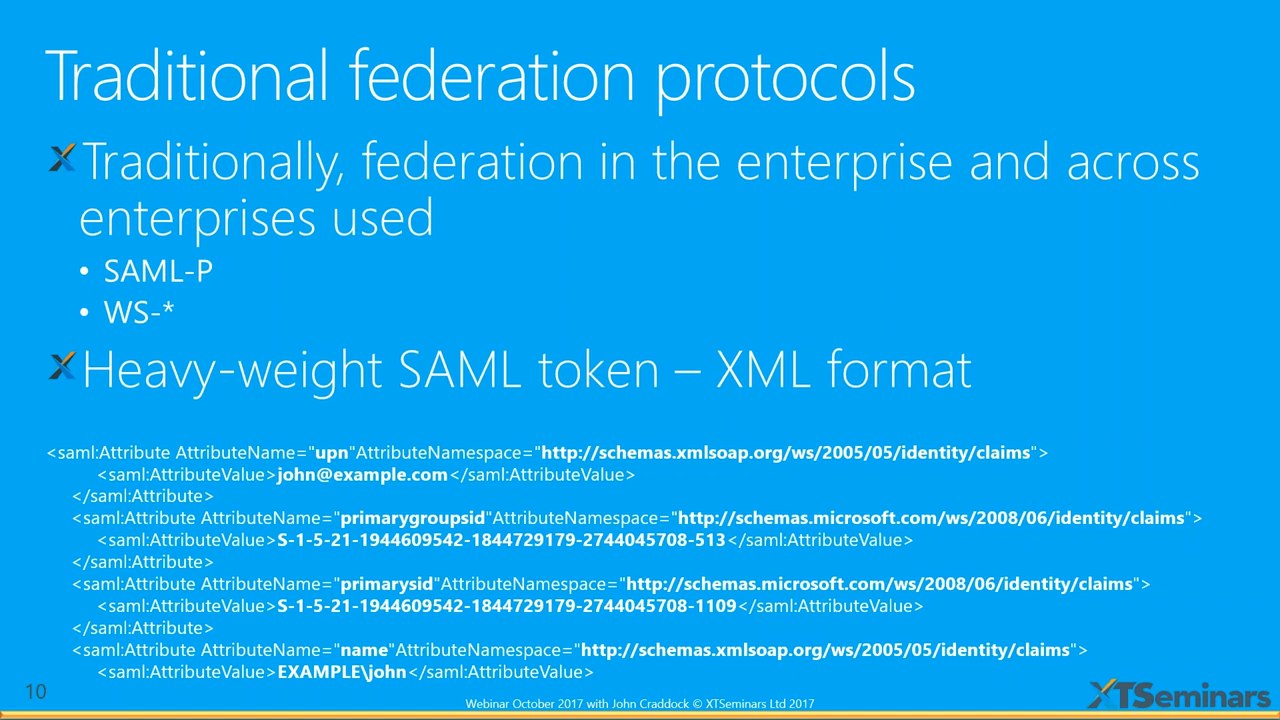 Traditional federation protocols
Traditionally, federation in the enterprise and across
enterprises used
• SAML-P
• WS-*
Heavy-weight SAML token – XML format
<saml:Attribute AttributeName="upn"AttributeNamespace="http://schemas.xmlsoap.org/ws/2005/05/identity/claims">
<saml:AttributeValue>john@example.com</saml:AttributeValue>
</saml:Attribute>
<saml:Attribute AttributeName="primarygroupsid"AttributeNamespace="http://schemas.microsoft.com/ws/2008/06/identity/claims">
<saml:AttributeValue>S-1-5-21-1944609542-1844729179-2744045708-513</saml:AttributeValue>
</saml:Attribute>
<saml:Attribute AttributeName="primarysid"AttributeNamespace="http://schemas.microsoft.com/ws/2008/06/identity/claims">
<saml:AttributeValue>S-1-5-21-1944609542-1844729179-2744045708-1109</saml:AttributeValue>
</saml:Attribute>
<saml:Attribute AttributeName="name"AttributeNamespace="http://schemas.xmlsoap.org/ws/2005/05/identity/claims">
<saml:AttributeValue>EXAMPLE\john</saml:AttributeValue>
10
Webinar October 2017 with John Craddock © XTSeminars Ltd 2017
XTSeminars